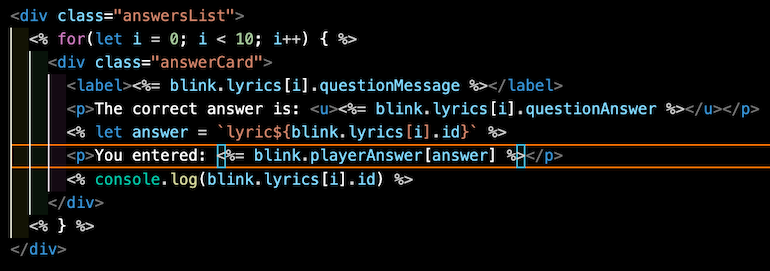 <div class="answersList">
<% for(let i = 0; i < 10; i++) { %>
<div class="answerCard">
<label><%= blink.lyrics[i].questionMessage %></label>
<p>The correct answer is: <u><%= blink.lyrics[i].questionAnswer %></u></p>
<% let answer = `lyric${blink.lyrics[i].id}` %>
<p>You entered: <%= blink.playerAnswer[answer] %></p>
<% console.log(blink.lyrics[i].id) %>
</div>
<% } %>
</div>